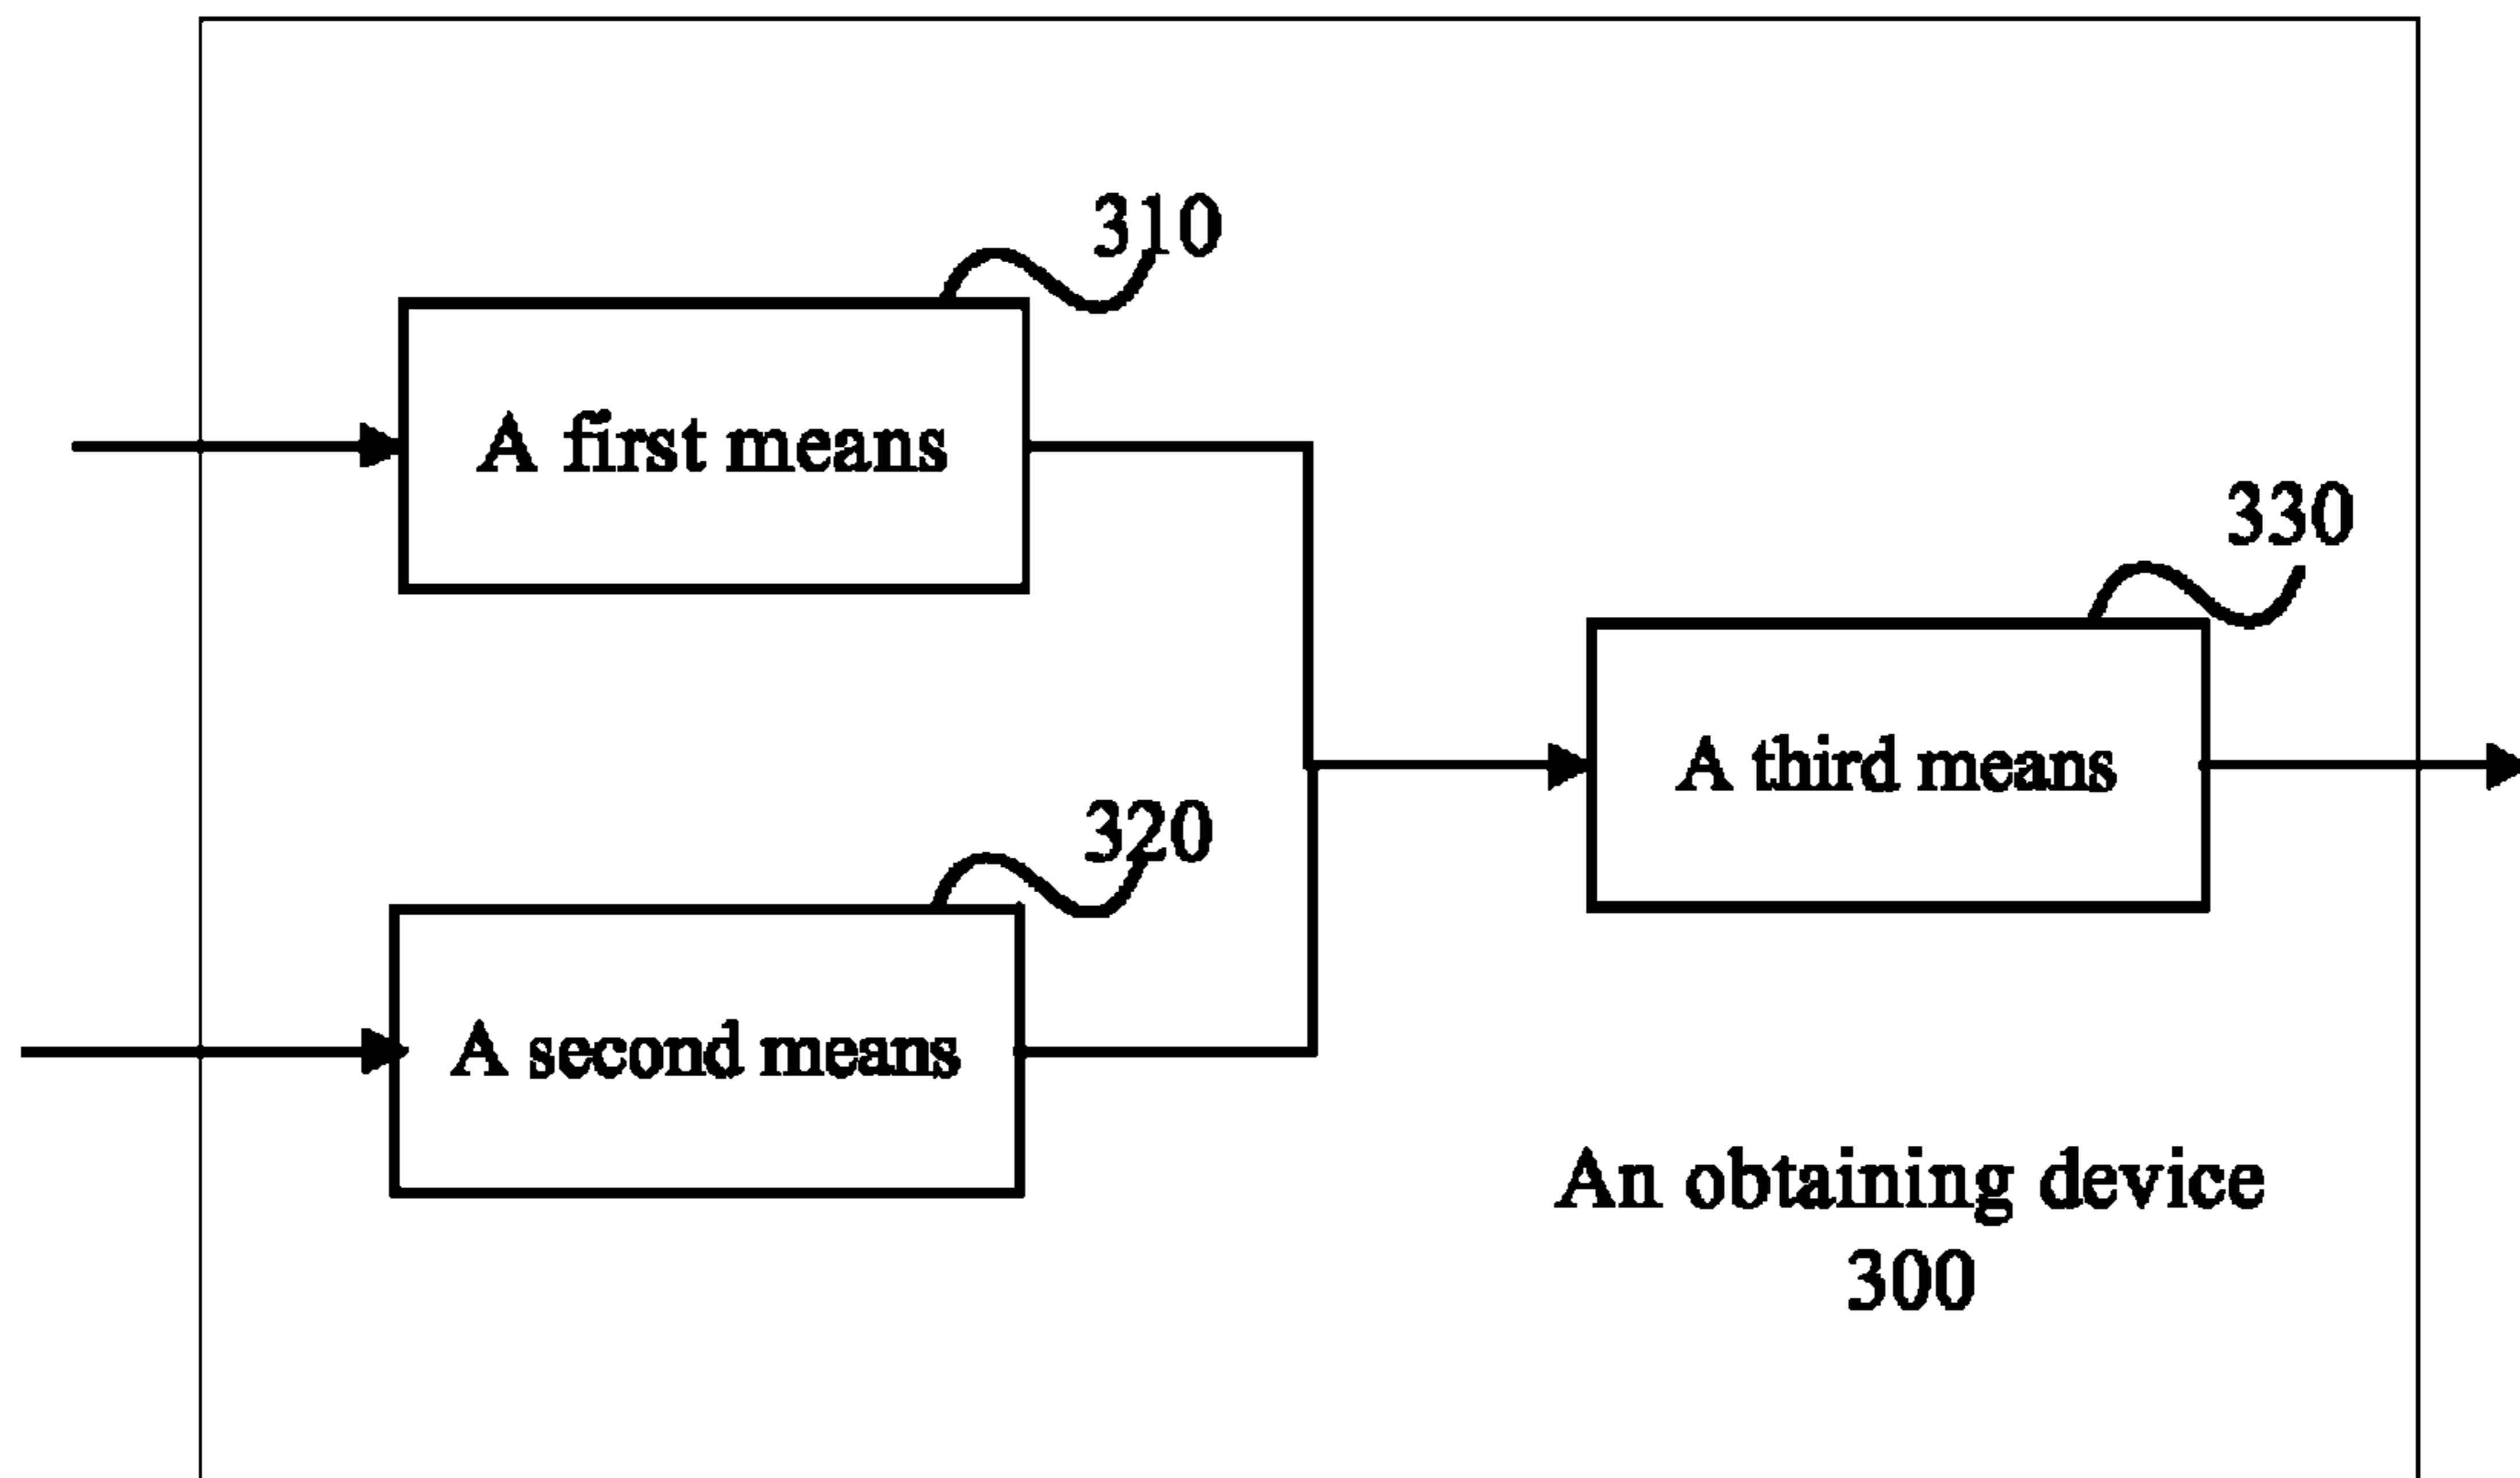 310
A first means
330
A third means
320
A second means
An obtaining device
300